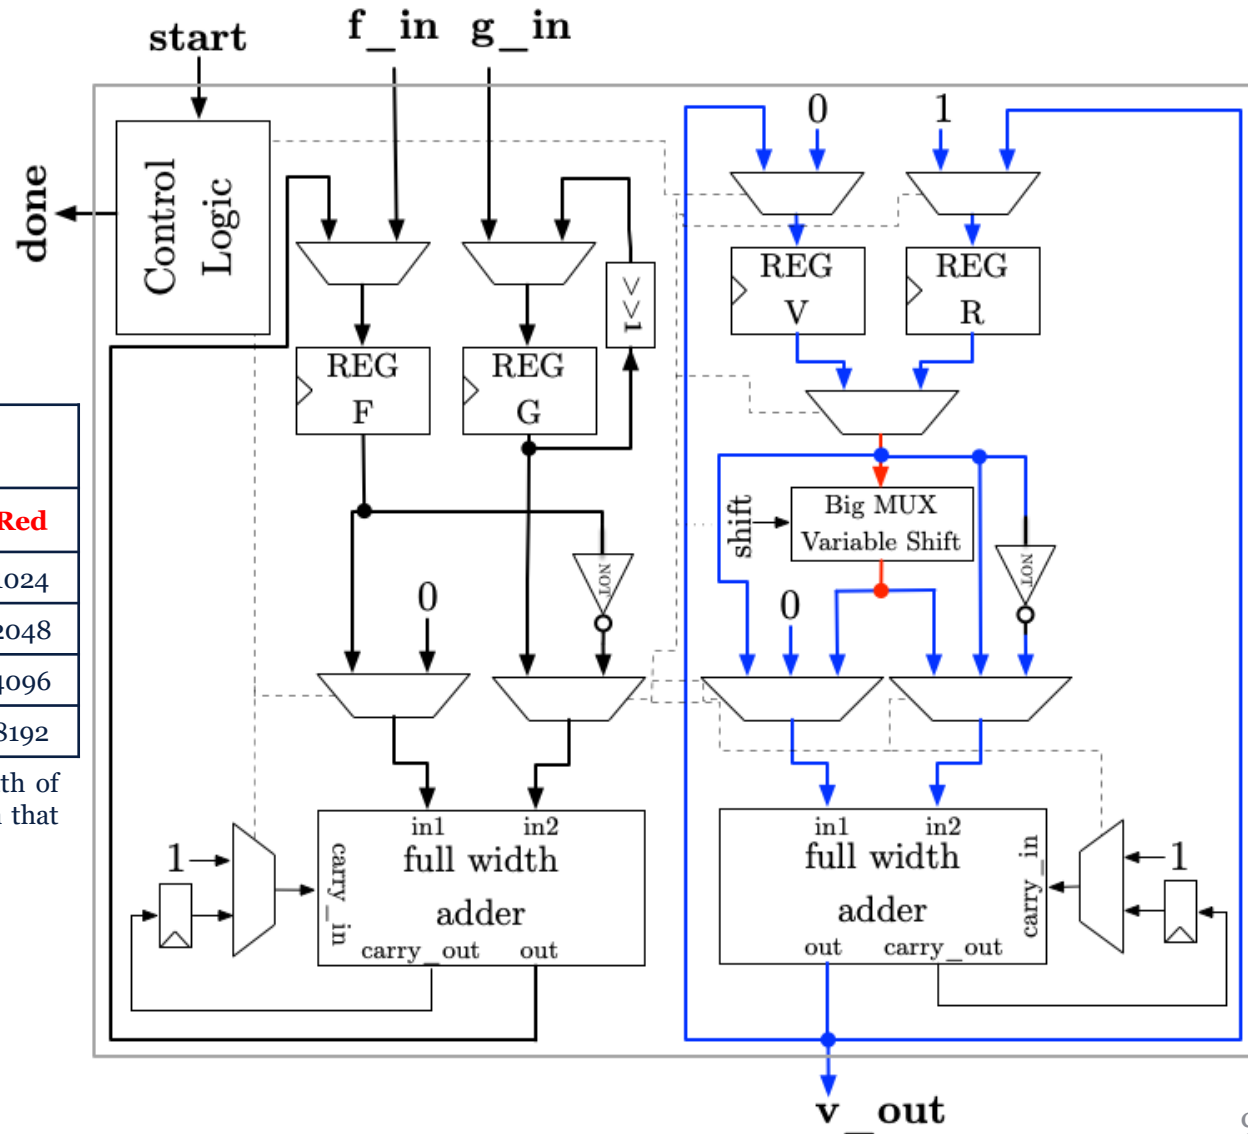 start
f_in
g_in
done
Control
Logic
0
1
REG
V
REG
R
>>1
REG
F
REG
G
Red
1024
2048
4096
8192
th of
that
shift
Big MUX
Variable Shift
NOT
NOT
0
0
in1
in2
full width
adder
carry_in
carry_out
out
1
in1
in2
full width
adder
carry_in
out
carry_out
1
v_out